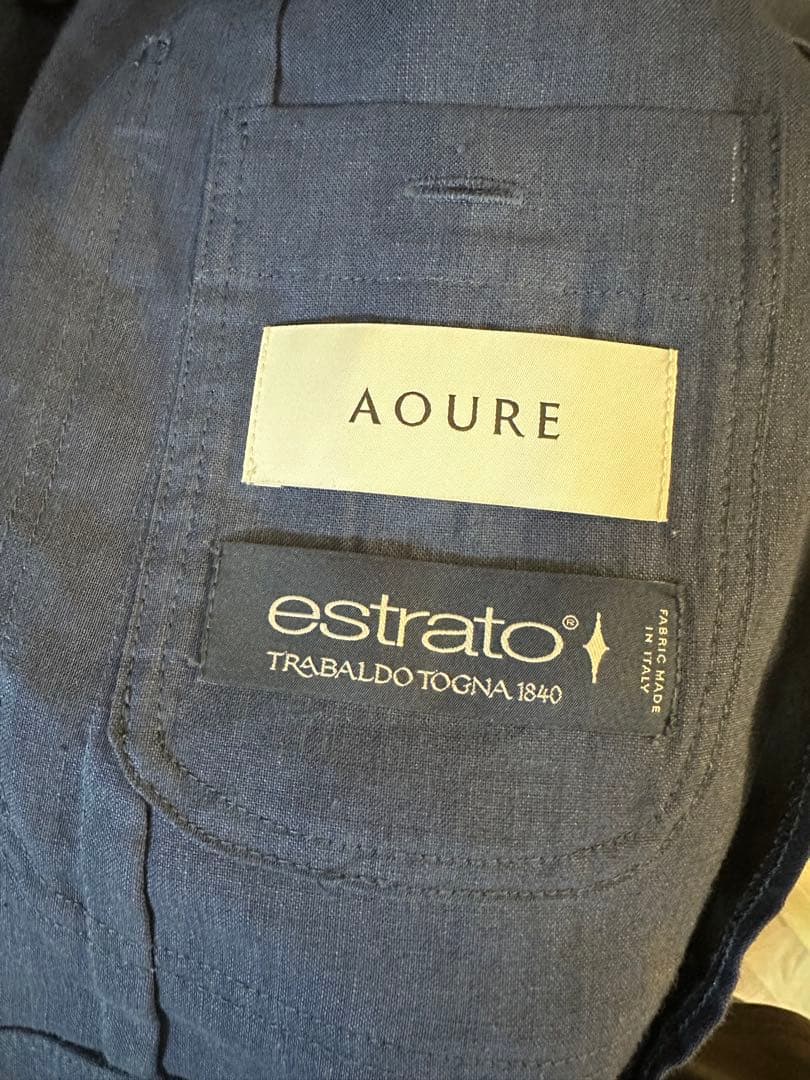 AOURE
estrato®
TRABALDO TOGNA 1840
FABRIC MADE
IN ITALY